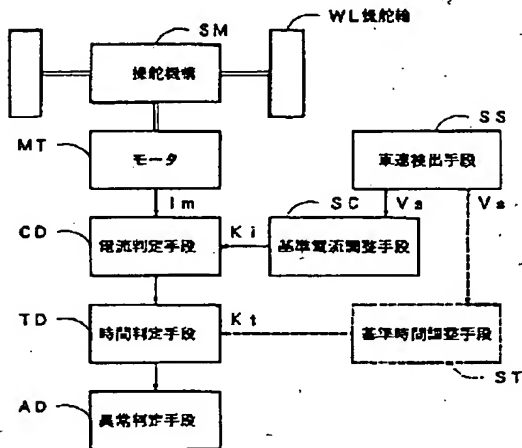 WL 操舵輪
SM
操舵機構
SS
MT
モータ
車速検出手段
Im
SC
Vs
Vs
CD
電流判定手段
Ki
基準電流調整手段
TD
時間判定手段
Kt
基準時間調整手段
ST
AD
異常判定手段